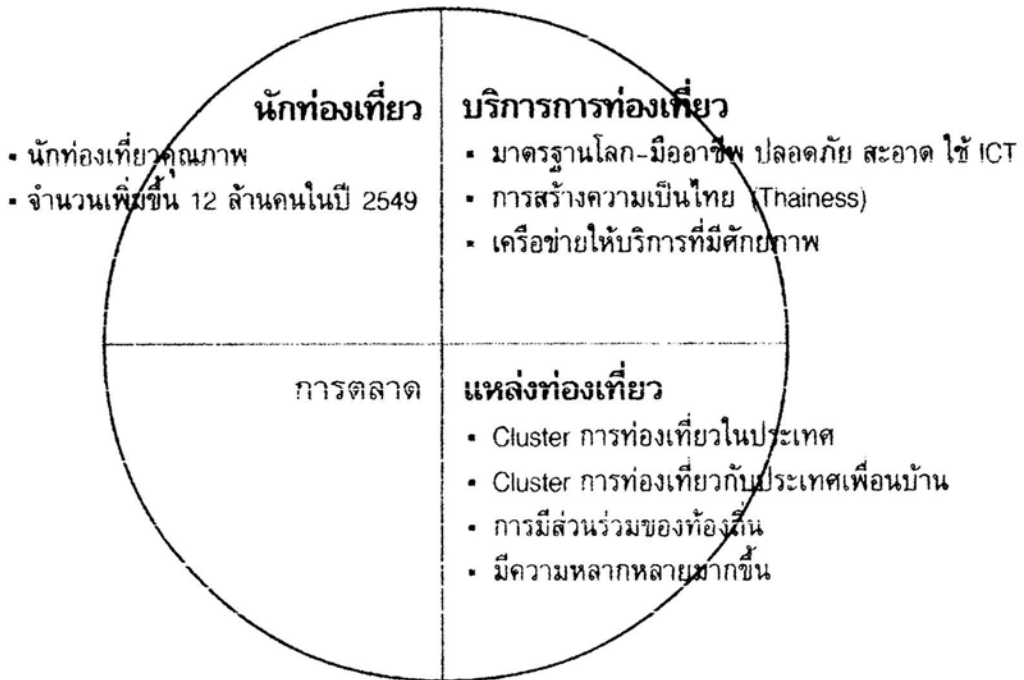 นักท่องเที่ยว
▪ นักท่องเที่ยวคุณภาพ
▪ จำนวนเพิ่มขึ้น 12 ล้านคนในปี 2549
บริการการท่องเที่ยว
▪ มาตรฐานโลก-มืออาชีพ ปลอดภัย สะอาด ใช้ ICT
▪ การสร้างความเป็นไทย (Thainess)
▪ เครือข่ายให้บริการที่มีศักยภาพ
การตลาด
แหล่งท่องเที่ยว
▪ Cluster การท่องเที่ยวในประเทศ
▪ Cluster การท่องเที่ยวกับประเทศเพื่อนบ้าน
▪ การมีส่วนร่วมของท้องถิ่น
▪ มีความหลากหลายมากขึ้น